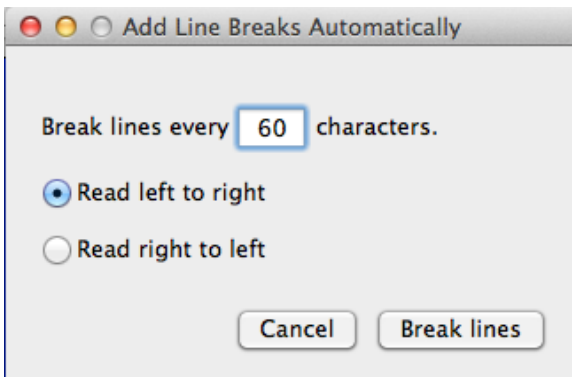 Add Line Breaks Automatically
Break lines every 60 characters.
Read left to right
Read right to left
Cancel Break lines